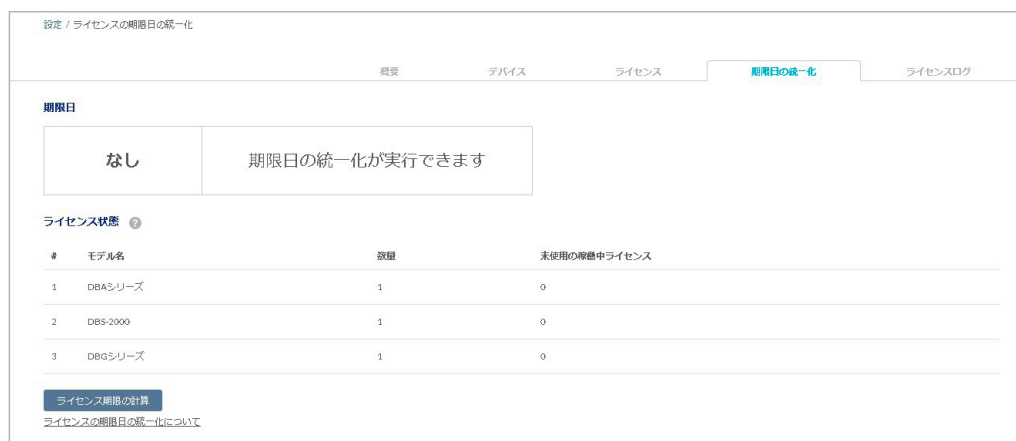 設定 / ライセンスの期限日の統一化
概要 デバイス ライセンス 期限日の統一化 ライセンスログ
期限日
なし 期限日の統一化が実行できます
ライセンス状態 ?
# モデル名 数量 未使用の稼働中ライセンス
1 DBAシリーズ 1 0
2 DBS-2000 1 0
3 DBGシリーズ 1 0
ライセンス期限の計算
ライセンスの期限日の統一化について